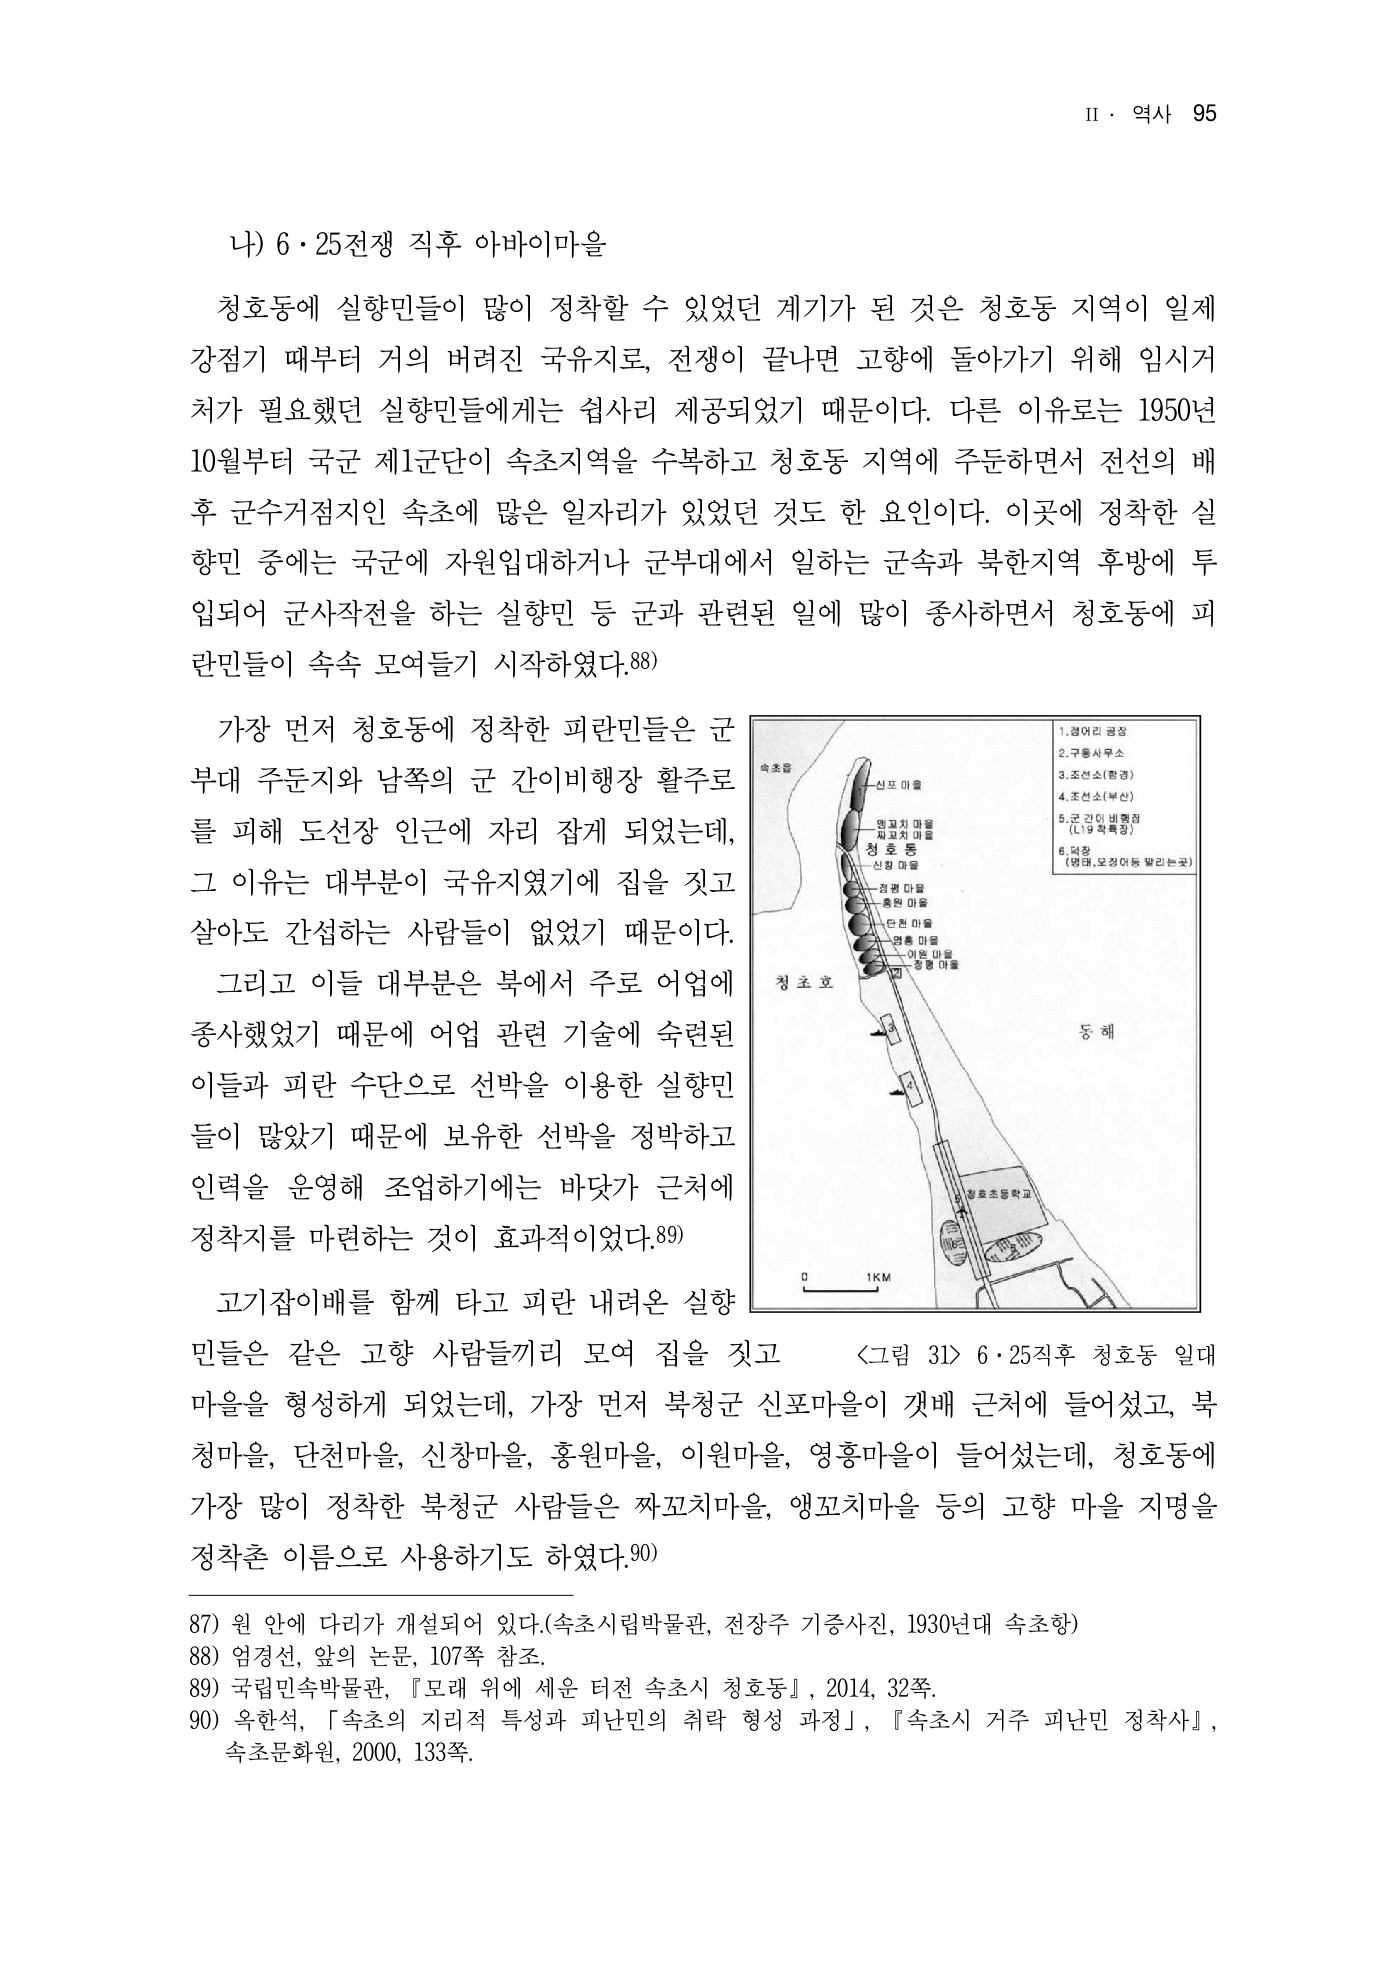 II · 역사 95
나) 6·25전쟁 직후 아바이마을
청호동에 실향민들이 많이 정착할 수 있었던 계기가 된 것은 청호동 지역이 일제
강점기 때부터 거의 버려진 국유지로, 전쟁이 끝나면 고향에 돌아가기 위해 임시거
처가 필요했던 실향민들에게는 쉽사리 제공되었기 때문이다. 다른 이유로는 1950년
10월부터 국군 제1군단이 속초지역을 수복하고 청호동 지역에 주둔하면서 전선의 배
후 군수거점지인 속초에 많은 일자리가 있었던 것도 한 요인이다. 이곳에 정착한 실
향민 중에는 국군에 자원입대하거나 군부대에서 일하는 군속과 북한지역 후방에 투
입되어 군사작전을 하는 실향민 등 군과 관련된 일에 많이 종사하면서 청호동에 피
란민들이 속속 모여들기 시작하였다.88)
가장 먼저 청호동에 정착한 피란민들은 군
부대 주둔지와 남쪽의 군 간이비행장 활주로
를 피해 도선장 인근에 자리 잡게 되었는데,
그 이유는 대부분이 국유지였기에 집을 짓고
살아도 간섭하는 사람들이 없었기 때문이다.
그리고 이들 대부분은 북에서 주로 어업에
종사했었기 때문에 어업 관련 기술에 숙련된
이들과 피란 수단으로 선박을 이용한 실향민
들이 많았기 때문에 보유한 선박을 정박하고
인력을 운영해 조업하기에는 바닷가 근처에
정착지를 마련하는 것이 효과적이었다.89)
고기잡이배를 함께 타고 피란 내려온 실향
민들은 같은 고향 사람들끼리 모여 집을 짓고
마을을 형성하게 되었는데, 가장 먼저 북청군 신포마을이 갯배 근처에 들어섰고, 북
청마을, 단천마을, 신창마을, 홍원마을, 이원마을, 영흥마을이 들어섰는데, 청호동에
가장 많이 정착한 북청군 사람들은 짜꼬치마을, 앵꼬치마을 등의 고향 마을 지명을
정착촌 이름으로 사용하기도 하였다.90)
속초읍
신포 마을
앵꼬치 마을
짜꼬치 마을
청호동
신창 마을
정평 마을
홍원 마을
단천 마을
영흥 마을
이원 마을
정평 마을
청초호
동해
2
3
4
5
청호초등학교
6
6
0 1KM
1.정어리 공장
2.구동사무소
3.조선소(함경)
4.조선소(부산)
5.군 간이 비행장
(L19 착륙장)
6.덕장
(명태,오징어등 말리는곳)
<그림 31> 6·25직후 청호동 일대
87) 원 안에 다리가 개설되어 있다.(속초시립박물관, 전장주 기증사진, 1930년대 속초항)
88) 엄경선, 앞의 논문, 107쪽 참조.
89) 국립민속박물관, 『모래 위에 세운 터전 속초시 청호동』, 2014, 32쪽.
90) 옥한석, 「속초의 지리적 특성과 피난민의 취락 형성 과정」, 『속초시 거주 피난민 정착사』,
속초문화원, 2000, 133쪽.